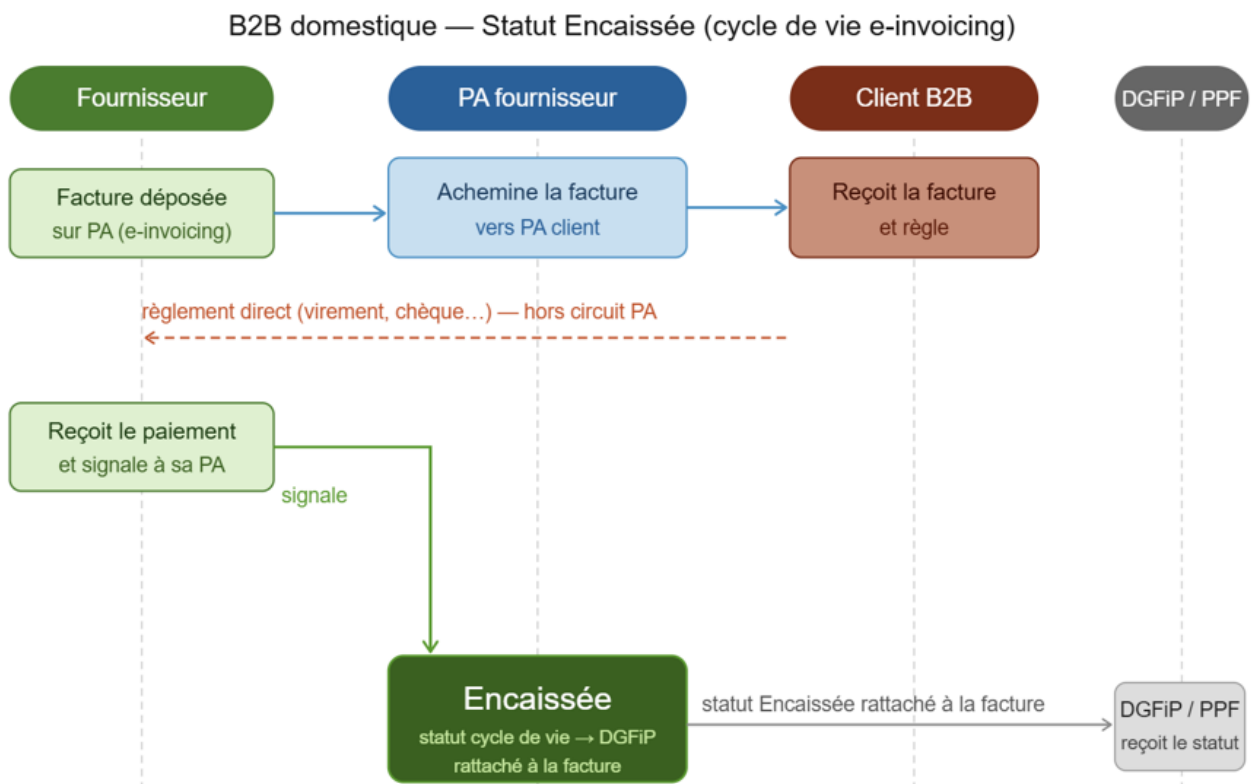 B2B domestique — Statut Encaissée (cycle de vie e-invoicing)
Fournisseur
PA fournisseur
Client B2B
DGFiP / PPF
Facture déposée
sur PA (e-invoicing)
Achemine la facture
vers PA client
Reçoit la facture
et règle
règlement direct (virement, chèque…) — hors circuit PA
Reçoit le paiement
et signale à sa PA
signale
Encaissée
statut cycle de vie → DGFiP
rattaché à la facture
statut Encaissée rattaché à la facture
DGFiP / PPF
reçoit le statut